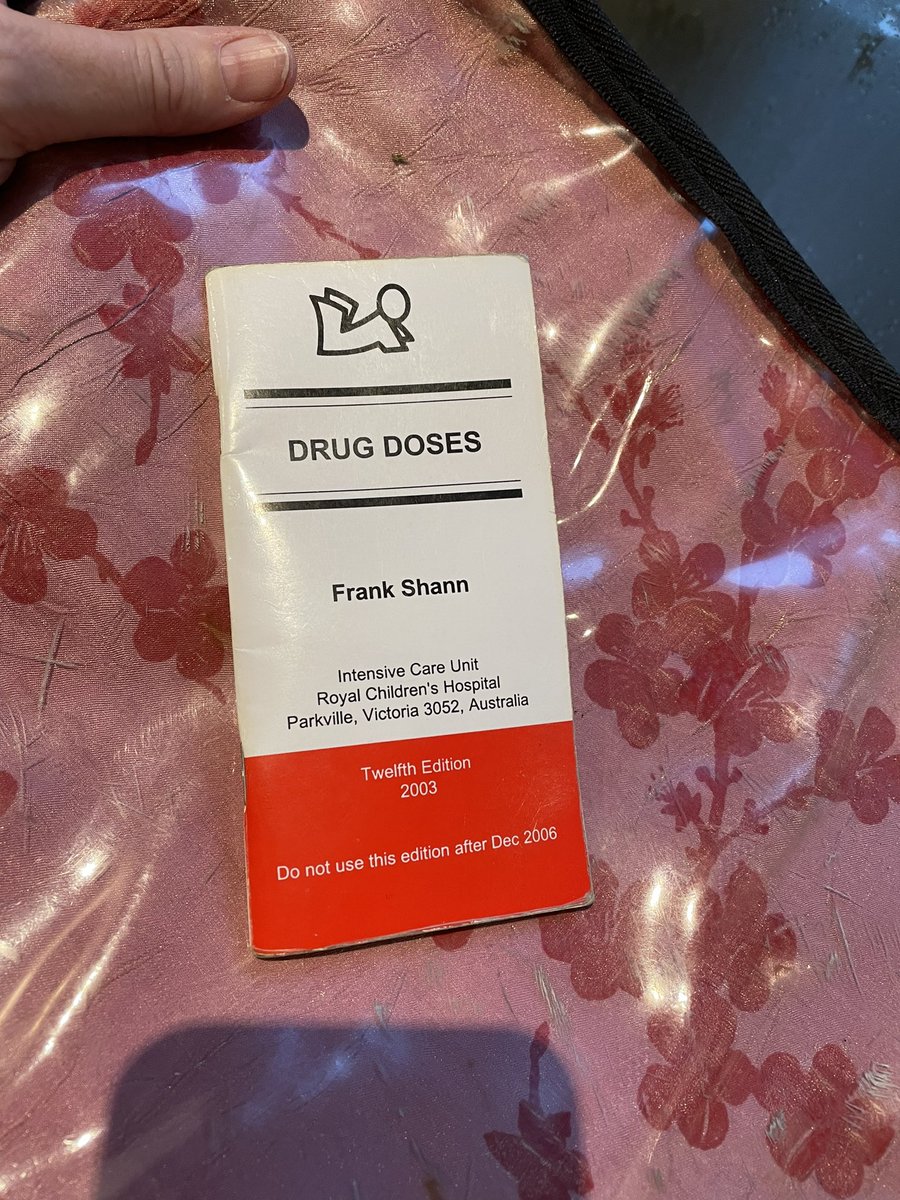 DRUG DOSES
Frank Shann
Intensive Care Unit
Royal Children's Hospital
Parkville, Victoria 3052, Australia
Twelfth Edition
2003
Do not use this edition after Dec 2006